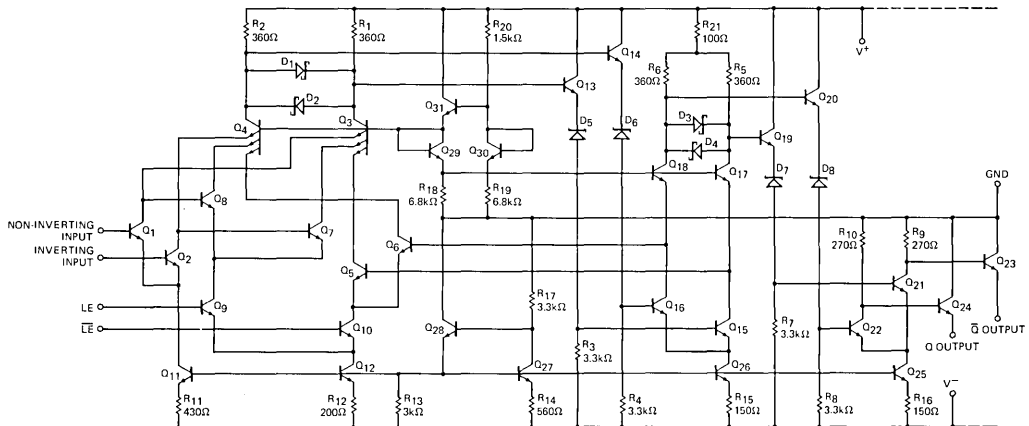 R2 360Ω
R1 360Ω
R20 1.5kΩ
R21 100Ω
V+
Q14
D1
R6 360Ω
R5 360Ω
Q13
Q20
D2
Q31
Q4
Q3
D5
D6
D3
D4
Q19
Q29
Q30
Q18
Q17
D7
D8
GND
R18 6.8kΩ
R19 6.8kΩ
Q8
NON-INVERTING INPUT
Q1
Q7
Q6
R10 270Ω
R9 270Ω
Q23
INVERTING INPUT
Q2
Q5
Q21
R17 3.3kΩ
Q16
Q24
LE
Q9
Q22
Q̅ OUTPUT
L̅E̅
Q10
Q28
Q15
R7 3.3kΩ
Q OUTPUT
R3 3.3kΩ
Q11
Q12
Q27
Q26
Q25
V−
R11 430Ω
R12 200Ω
R13 3kΩ
R14 560Ω
R4 3.3kΩ
R15 150Ω
R8 3.3kΩ
R16 150Ω